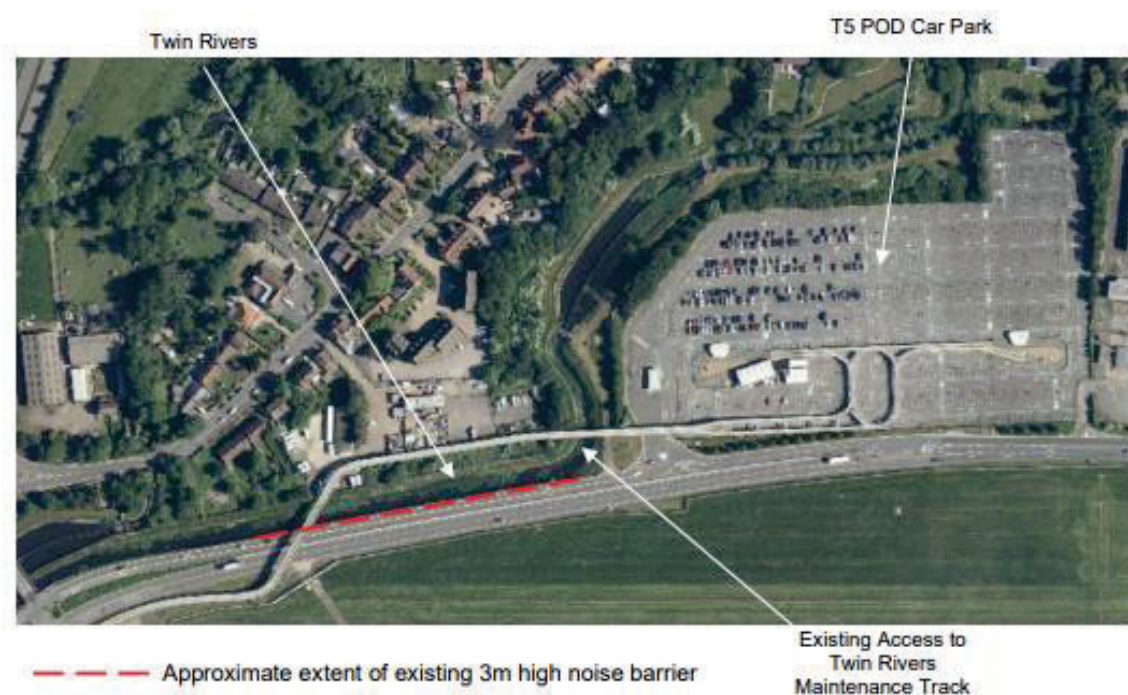 Twin Rivers
T5 POD Car Park
Existing Access to
Twin Rivers
Maintenance Track
Approximate extent of existing 3m high noise barrier